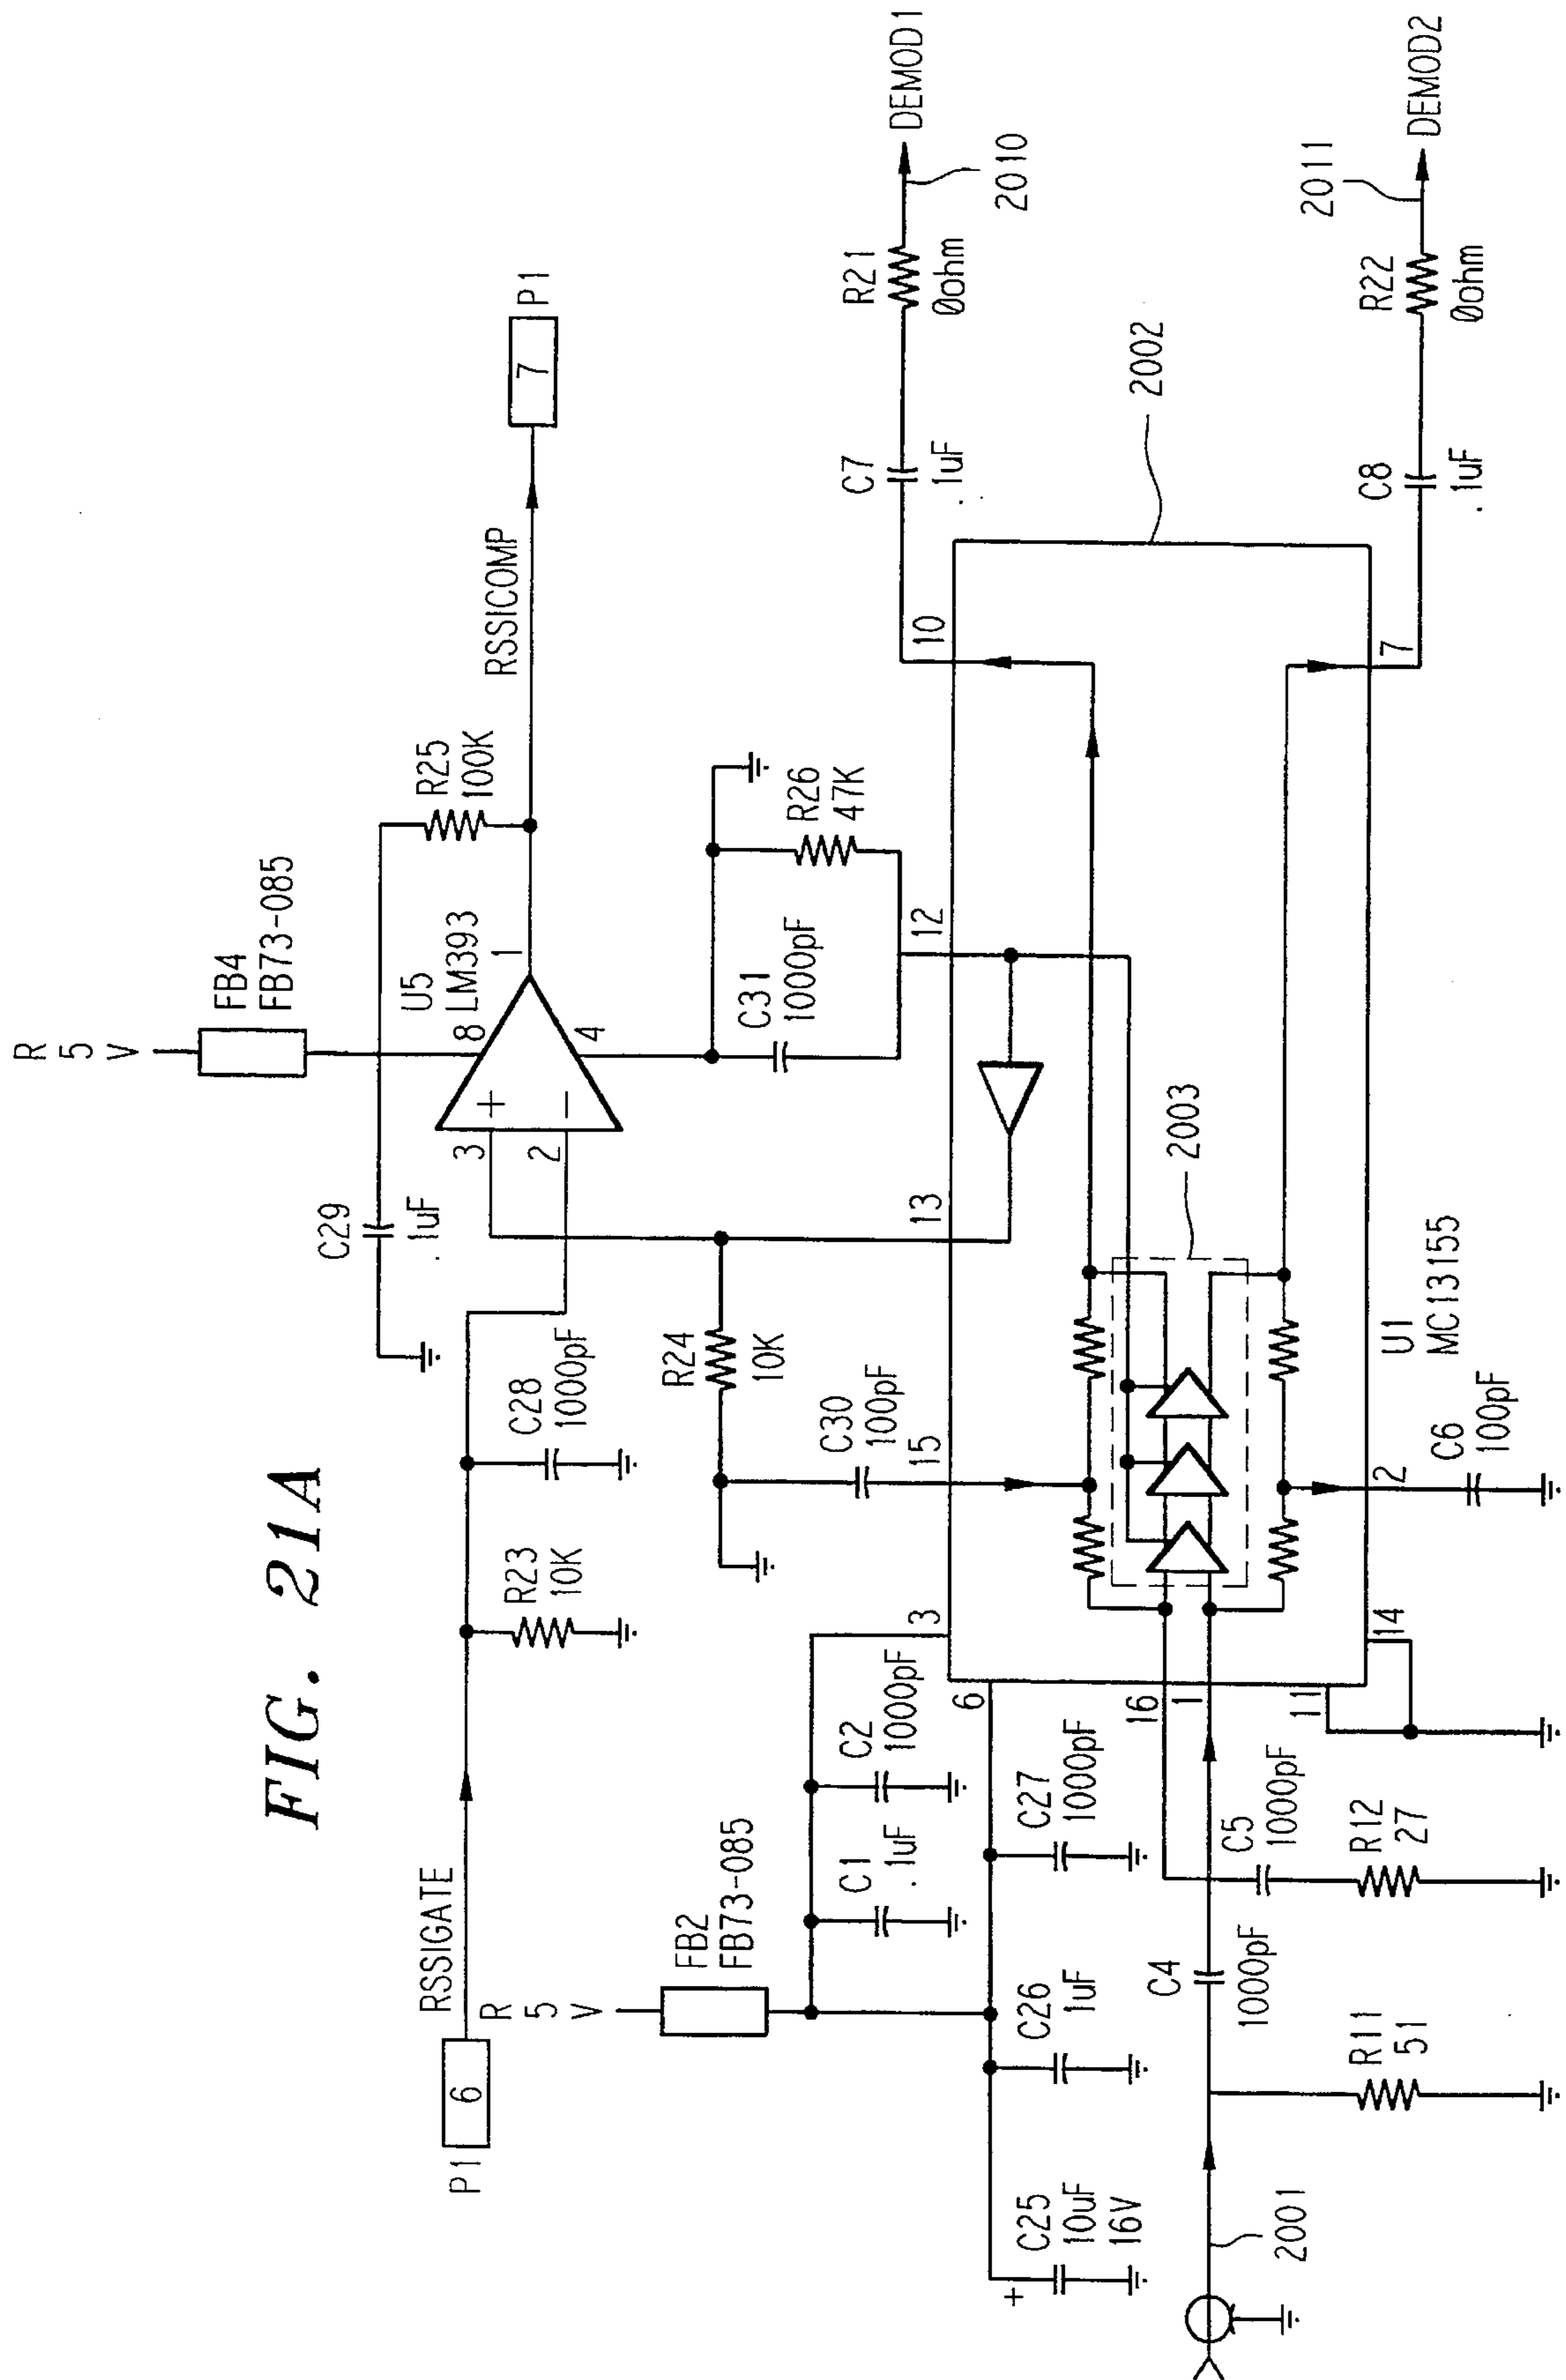 FIG. 21A
P1
6
RSSIGATE
R23
10K
C28
1000pF
C29
.1uF
R
5
V
FB4
FB73-085
U5
LM393
3
2
+
−
8
4
1
R25
100K
RSSICOMP
7
P1
R
5
V
FB2
FB73-085
C1
.1uF
C2
1000pF
3
R24
10K
C30
100pF
15
13
C31
1000pF
12
R26
47K
10
C7
.1uF
R21
0ohm
DEMOD1
2010
+
C25
10uF
16V
C26
1uF
C27
1000pF
6
16
1
11
14
2001
R11
51
C4
1000pF
C5
1000pF
R12
27
2003
2002
2
C6
100pF
U1
MC13155
7
C8
.1uF
R22
0ohm
DEMOD2
2011